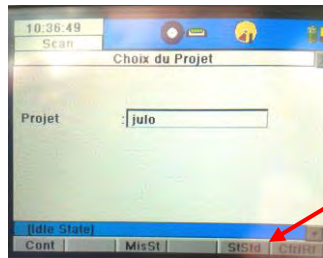 10:36:49
Scan
Choix du Projet
Projet : julo
[Idle State]
Cont MisSt StStd